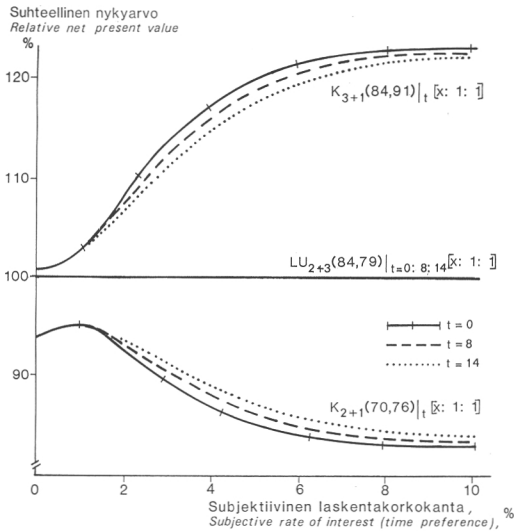 Suhteellinen nykyarvo
Relative net present value
%
120
K₃₊₁(84,91)|ₜ [x: 1: 1]
110
LU₂₊₃(84,79)|ₜ₌₀: ₈: ₁₄[x: 1: 1]
100
t = 0
t = 8
t = 14
90
K₂₊₁(70,76)|ₜ [x: 1: 1]
0 2 4 6 8 10
Subjektiivinen laskentakorkokanta, %
Subjective rate of interest (time preference),